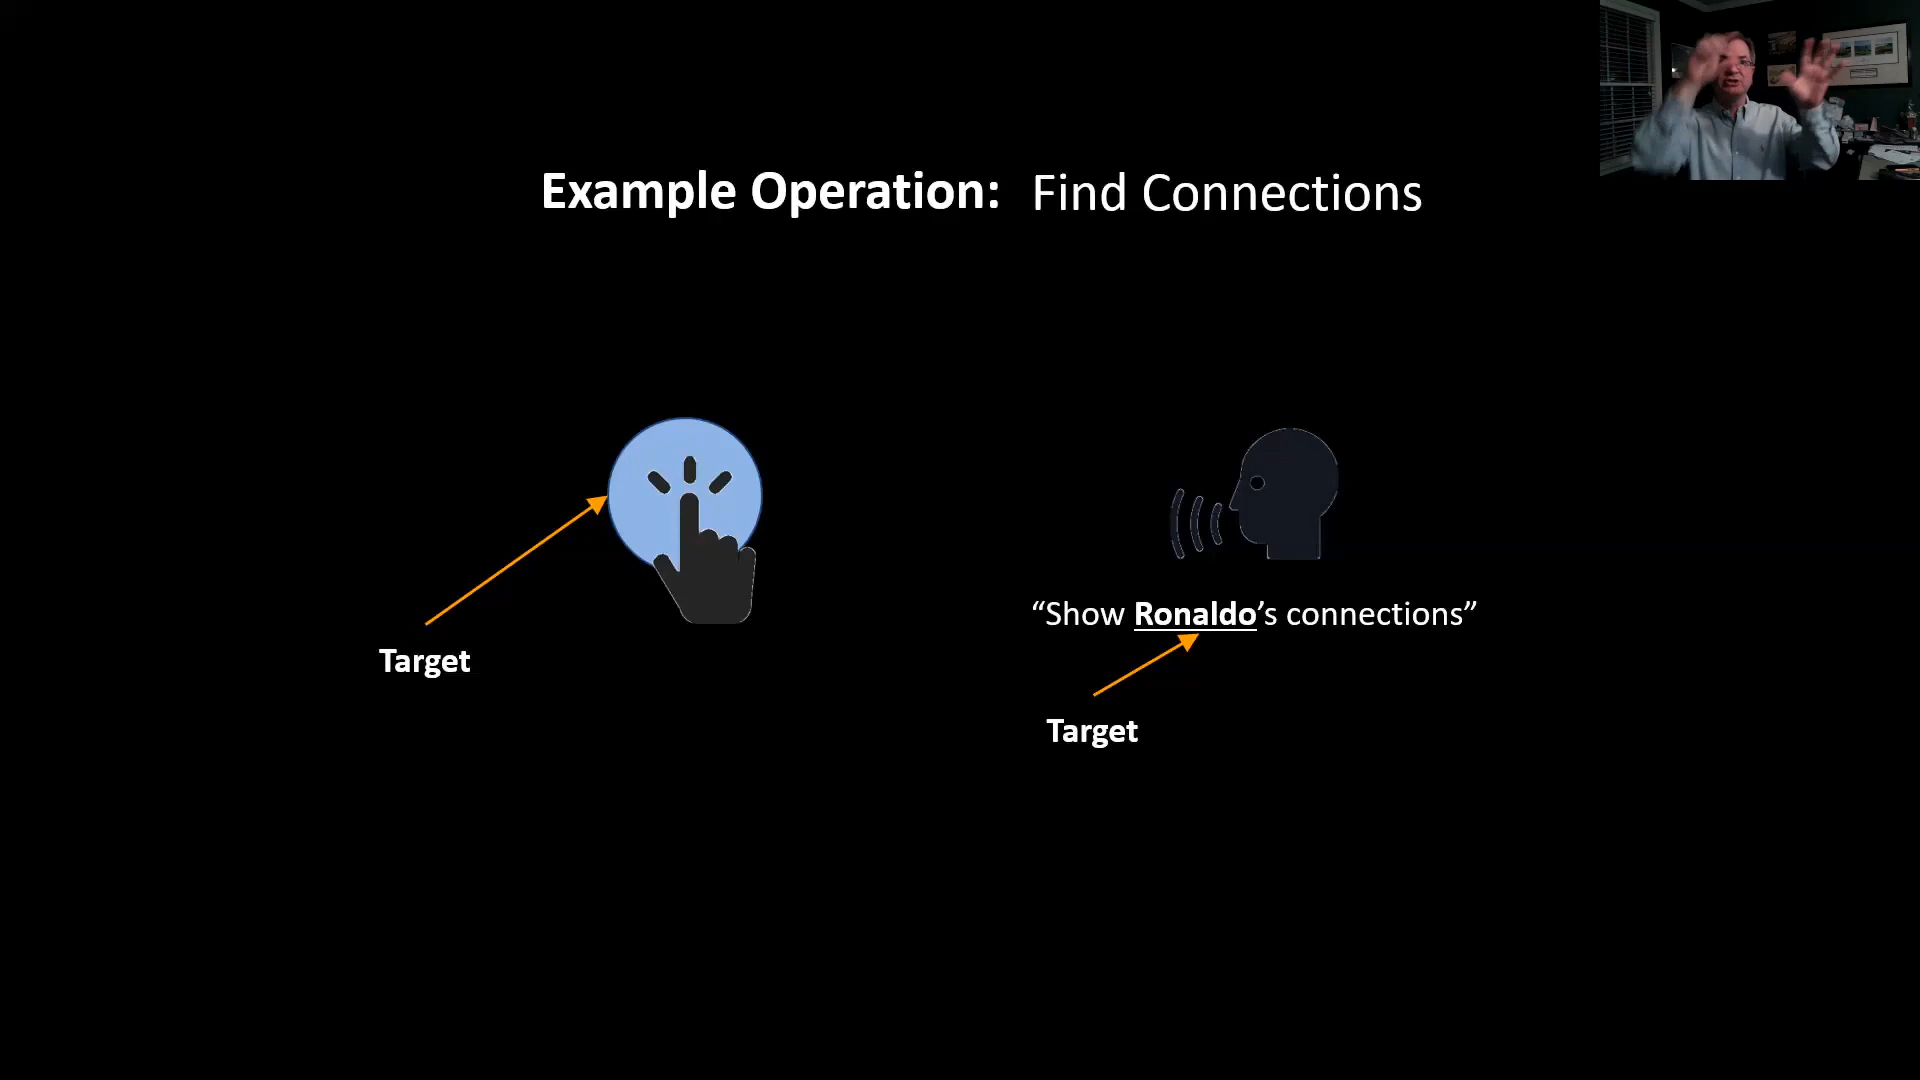 Example Operation: Find Connections
“Show Ronaldo’s connections”
Target
Target